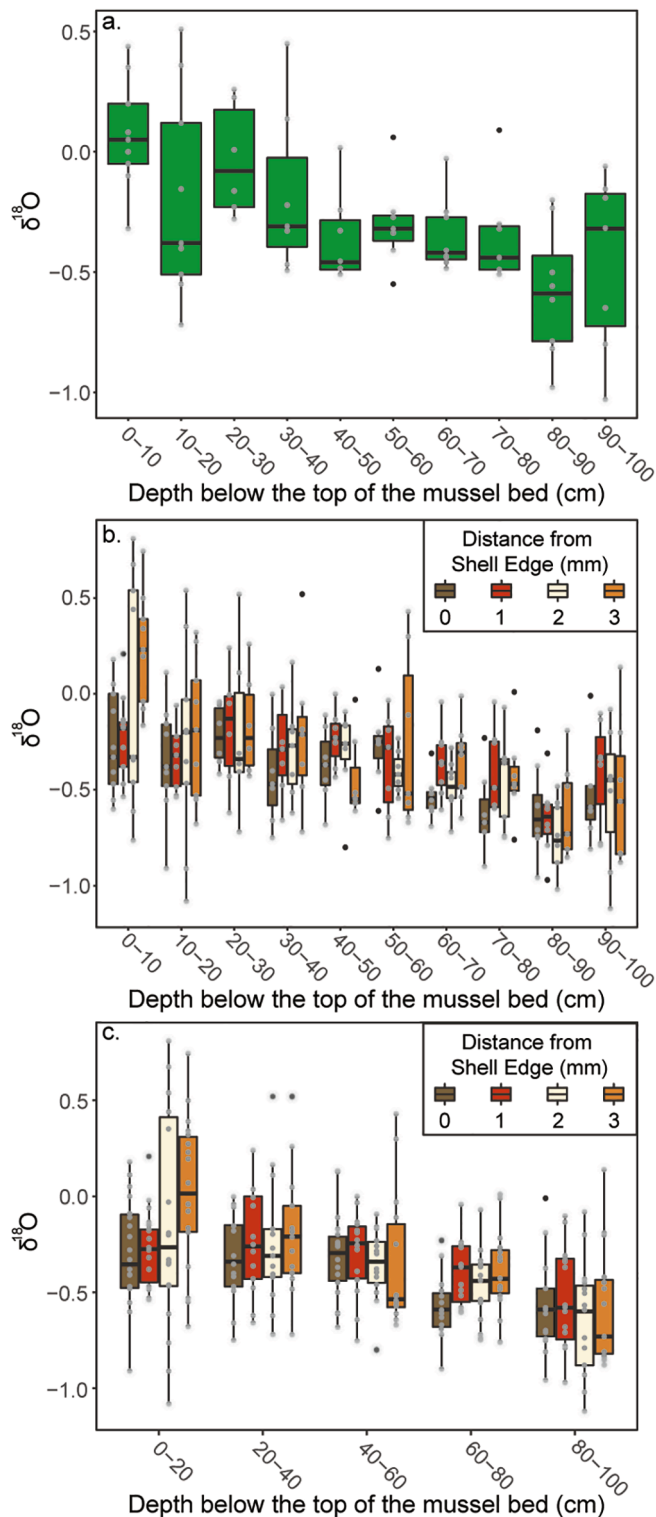 a.
0.5
0.0
−0.5
−1.0
δ18O
0−10
10−20
20−30
30−40
40−50
50−60
60−70
70−80
80−90
90−100
Depth below the top of the mussel bed (cm)
b.
Distance from
Shell Edge (mm)
0 1 2 3
0.5
0.0
−0.5
−1.0
δ18O
0−10
10−20
20−30
30−40
40−50
50−60
60−70
70−80
80−90
90−100
Depth below the top of the mussel bed (cm)
c.
Distance from
Shell Edge (mm)
0 1 2 3
0.5
0.0
−0.5
−1.0
δ18O
0−20
20−40
40−60
60−80
80−100
Depth below the top of the mussel bed (cm)